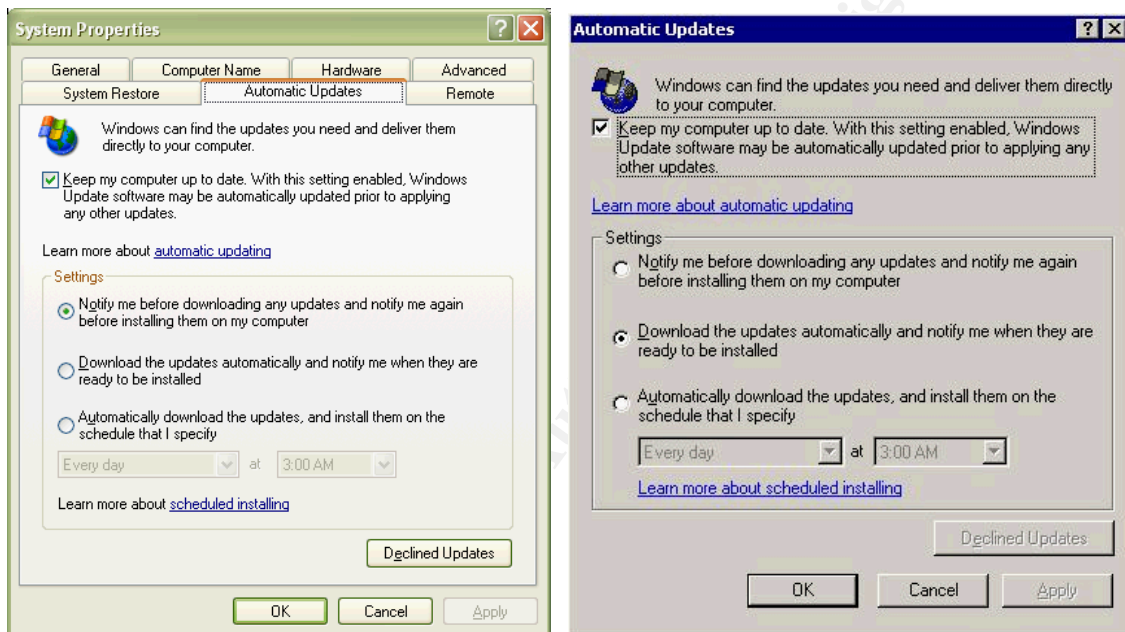 System Properties
General Computer Name Hardware Advanced
System Restore Automatic Updates Remote
Windows can find the updates you need and deliver them
directly to your computer.
Keep my computer up to date. With this setting enabled, Windows
Update software may be automatically updated prior to applying
any other updates.
Learn more about automatic updating
Settings
Notify me before downloading any updates and notify me again
before installing them on my computer
Download the updates automatically and notify me when they are
ready to be installed
Automatically download the updates, and install them on the
schedule that I specify
Every day at 3:00 AM
Learn more about scheduled installing
Declined Updates
OK Cancel Apply
Automatic Updates
Windows can find the updates you need and deliver them directly
to your computer.
Keep my computer up to date. With this setting enabled, Windows
Update software may be automatically updated prior to applying any
other updates.
Learn more about automatic updating
Settings
Notify me before downloading any updates and notify me again
before installing them on my computer
Download the updates automatically and notify me when they are
ready to be installed
Automatically download the updates, and install them on the
schedule that I specify
Every day at 3:00 AM
Learn more about scheduled installing
Declined Updates
OK Cancel Apply